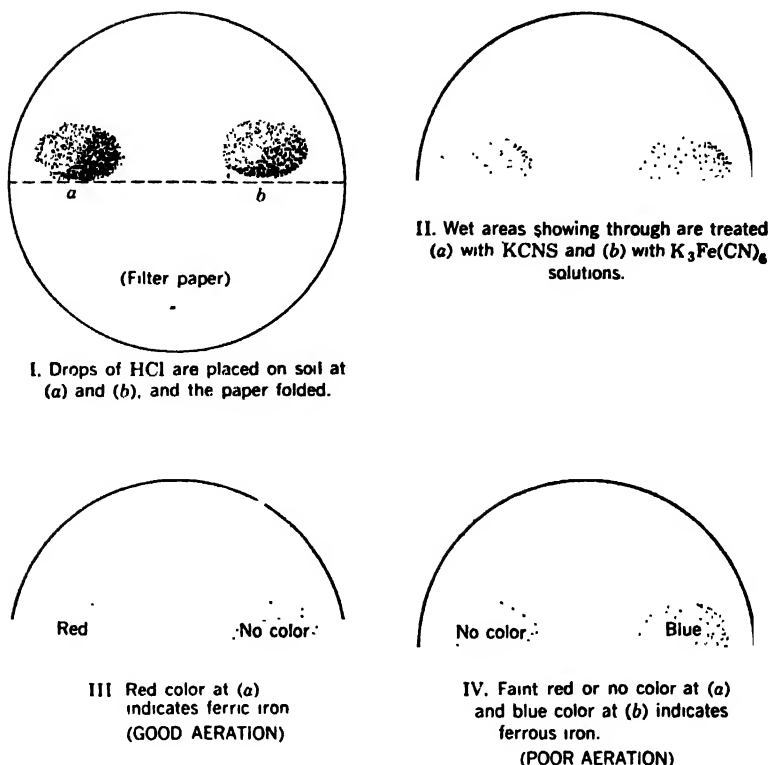 a
b
(Filter paper)
I. Drops of HCl are placed on soil at
(a) and (b), and the paper folded.
II. Wet areas showing through are treated
(a) with KCNS and (b) with K₃Fe(CN)₆
solutions.
Red
No color
III Red color at (a)
indicates ferric iron
(GOOD AERATION)
No color
Blue
IV. Faint red or no color at (a)
and blue color at (b) indicates
ferrous iron.
(POOR AERATION)